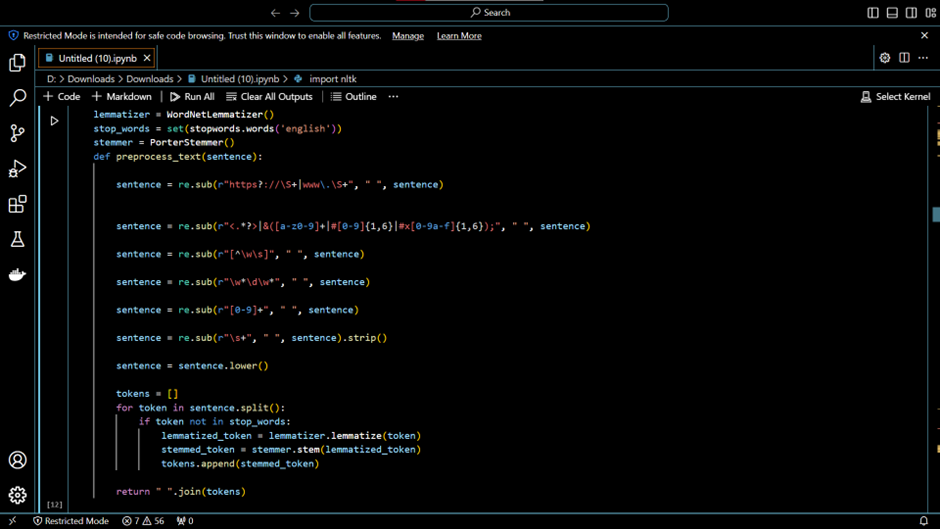 Search
Restricted Mode is intended for safe code browsing. Trust this window to enable all features. Manage Learn More
Untitled (10).ipynb
D: > Downloads > Downloads > Untitled (10).ipynb > import nltk
+ Code + Markdown Run All Clear All Outputs Outline ... Select Kernel
lemmatizer = WordNetLemmatizer()
stop_words = set(stopwords.words('english'))
stemmer = PorterStemmer()
def preprocess_text(sentence):
sentence = re.sub(r"https?://\S+|www\.\S+", " ", sentence)
sentence = re.sub(r"<.*?>|&([a-z0-9]+|#[0-9]{1,6}|#x[0-9a-f]{1,6});", " ", sentence)
sentence = re.sub(r"[^\w\s]", " ", sentence)
sentence = re.sub(r"\w*\d\w*", " ", sentence)
sentence = re.sub(r"[0-9]+", " ", sentence)
sentence = re.sub(r"\s+", " ", sentence).strip()
sentence = sentence.lower()
tokens = []
for token in sentence.split():
if token not in stop_words:
lemmatized_token = lemmatizer.lemmatize(token)
stemmed_token = stemmer.stem(lemmatized_token)
tokens.append(stemmed_token)
return " ".join(tokens)
[12]
Restricted Mode 7 56 0